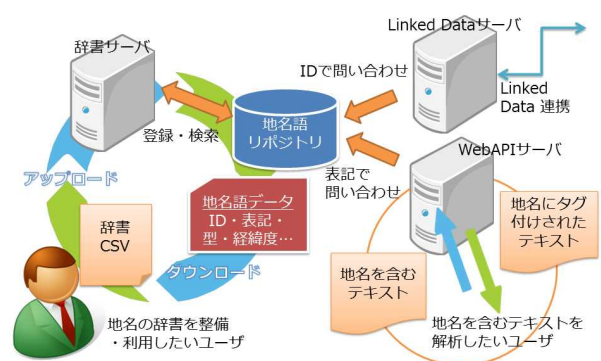 辞書サーバ
Linked Dataサーバ
IDで問い合わせ
Linked
Data 連携
登録・検索
地名語
リポジトリ
WebAPIサーバ
表記で
問い合わせ
アップロード
地名語データ
ID・表記・
型・経緯度…
辞書
CSV
ダウンロード
地名にタグ
付けされた
テキスト
地名を含む
テキスト
地名の辞書を整備
・利用したいユーザ
地名を含むテキストを
解析したいユーザ